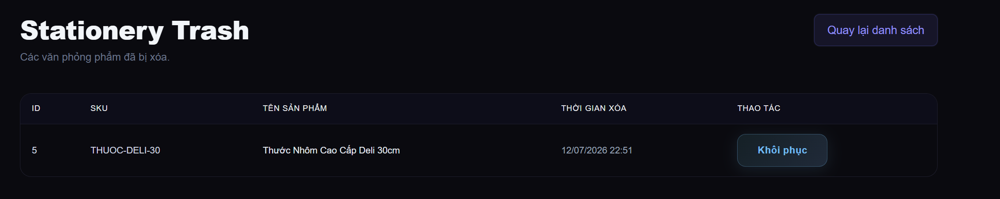 Stationery Trash
Quay lại danh sách
Các văn phỏng phẩm đã bị xóa.
ID SKU TÊN SẢN PHẨM THỜI GIAN XÓA THAO TÁC
5 THUOC-DELI-30 Thước Nhôm Cao Cấp Deli 30cm 12/07/2026 22:51 Khôi phục